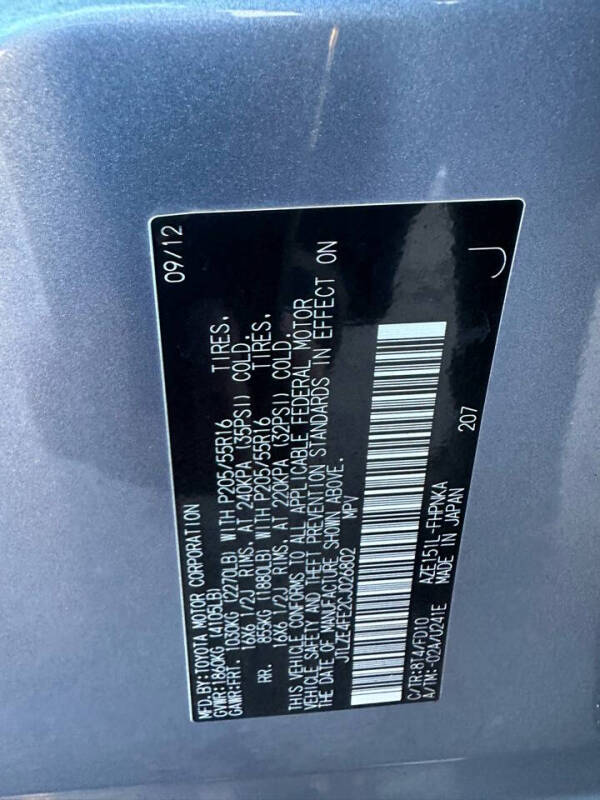 MFD.BY:TOYOTA MOTOR CORPORATION 09/12
GVWR:1860KG (4105LB)
GAWR:FRT. 1030KG (2270LB) WITH P205/55R16 TIRES,
16X6 1/2J RIMS, AT 240KPA (35PSI) COLD.
RR. 855KG (1880LB) WITH P205/55R16 TIRES,
16X6 1/2J RIMS, AT 220KPA (32PSI) COLD.
THIS VEHICLE CONFORMS TO ALL APPLICABLE FEDERAL MOTOR
VEHICLE SAFETY AND THEFT PREVENTION STANDARDS IN EFFECT ON
THE DATE OF MANUFACTURE SHOWN ABOVE.
JTLZE4FE2CJ026802 MPV
C/TR:8T4/FD10 AZE151L-FHPNKA 207
A/TM:-02A/U241E MADE IN JAPAN
J